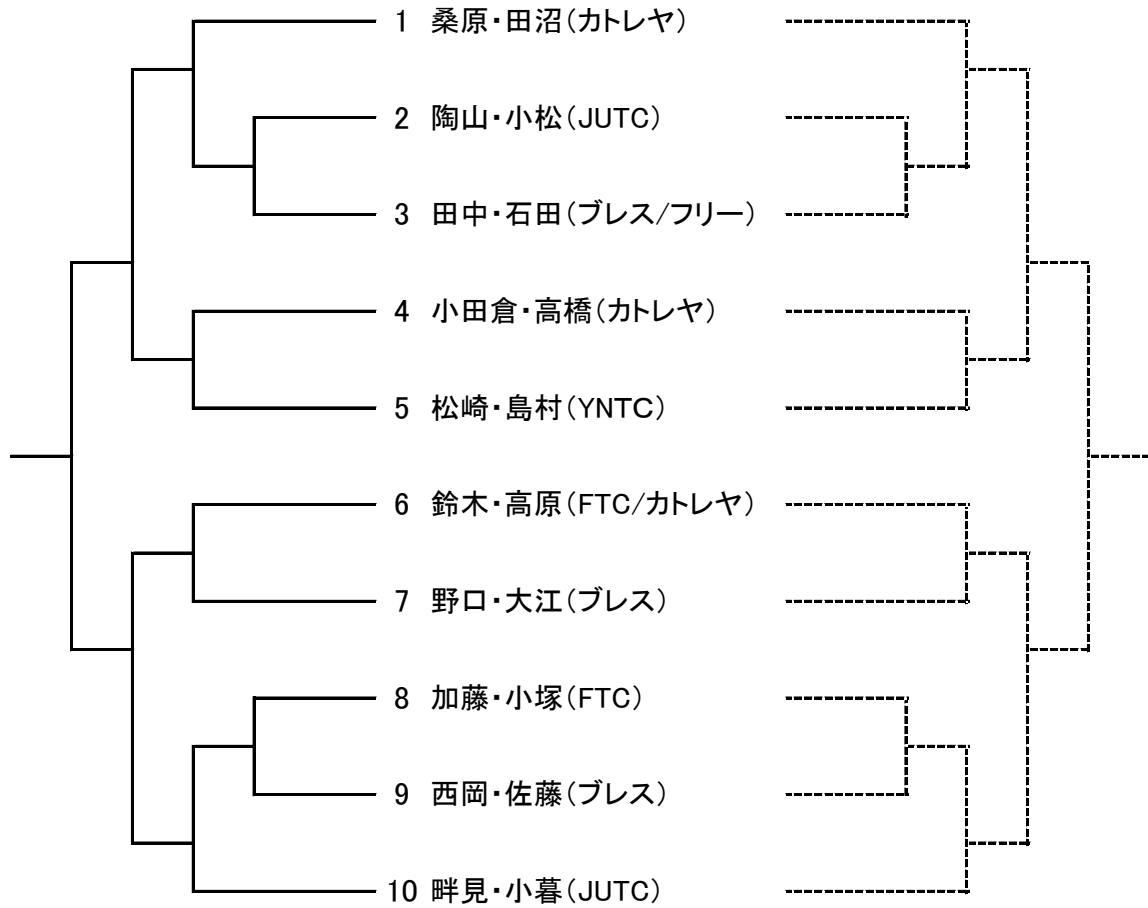 1 桑原・田沼(カトレヤ)
2 陶山・小松(JUTC)
3 田中・石田(ブレス/フリー)
4 小田倉・高橋(カトレヤ)
5 松崎・島村(YNTC)
6 鈴木・高原(FTC/カトレヤ)
7 野口・大江(ブレス)
8 加藤・小塚(FTC)
9 西岡・佐藤(ブレス)
10 畔見・小暮(JUTC)